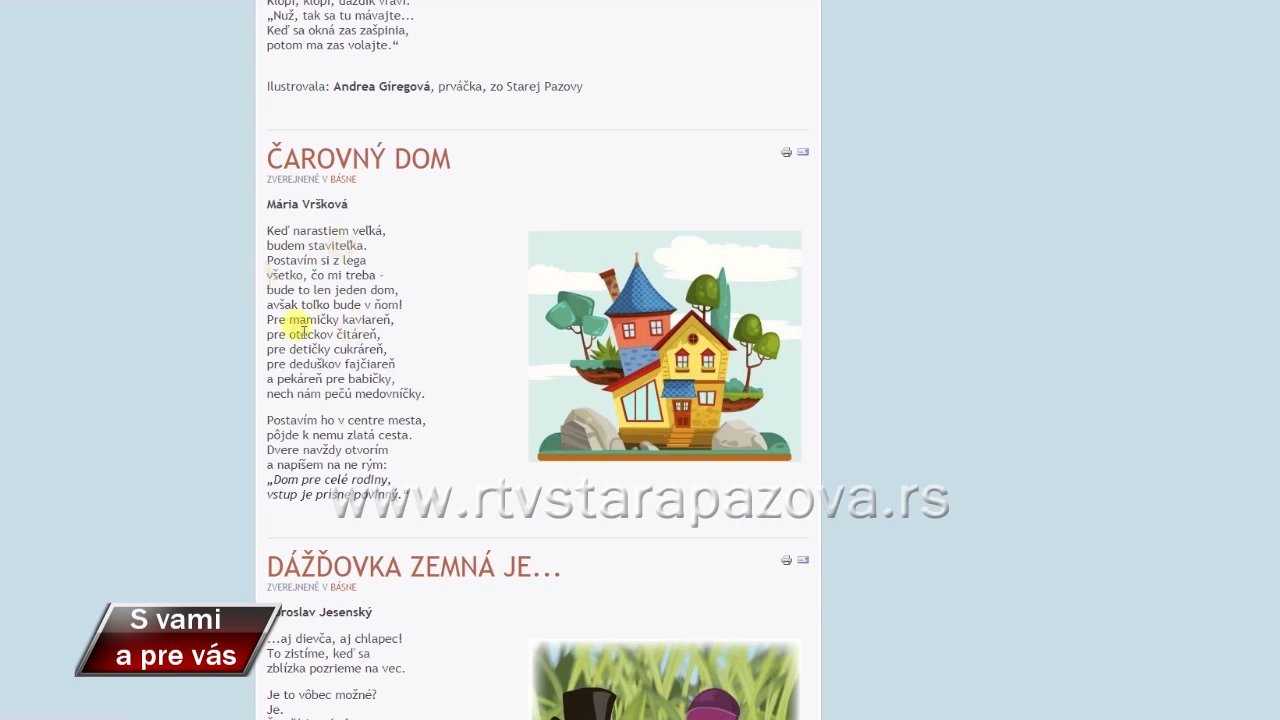 Klopi, klopi, dáždik vraví:
„Nuž, tak sa tu mávajte...
Keď sa okná zas zašpinia,
potom ma zas volajte.“
Ilustrovala: Andrea Gíregová, prváčka, zo Starej Pazovy
ČAROVNÝ DOM
ZVEREJNENÉ V BÁSNE
Mária Vršková
Keď narastiem veľká,
budem staviteľka.
Postavím si z lega
všetko, čo mi treba -
bude to len jeden dom,
avšak toľko bude v ňom!
Pre mamičky kaviareň,
pre oteckov čitáreň,
pre detičky cukráreň,
pre deduškov fajčiareň
a pekáreň pre babičky,
nech nám pečú medovníčky.
Postavím ho v centre mesta,
pôjde k nemu zlatá cesta.
Dvere navždy otvorím
a napíšem na ne rým:
„Dom pre celé rodiny,
vstup je prísne povinný.“
www.rtvstarapazova.rs
DÁŽĎOVKA ZEMNÁ JE...
ZVEREJNENÉ V BÁSNE
Jaroslav Jesenský
...aj dievča, aj chlapec!
To zistíme, keď sa
zblízka pozrieme na vec.
Je to vôbec možné?
Je.
S vami
a pre vás